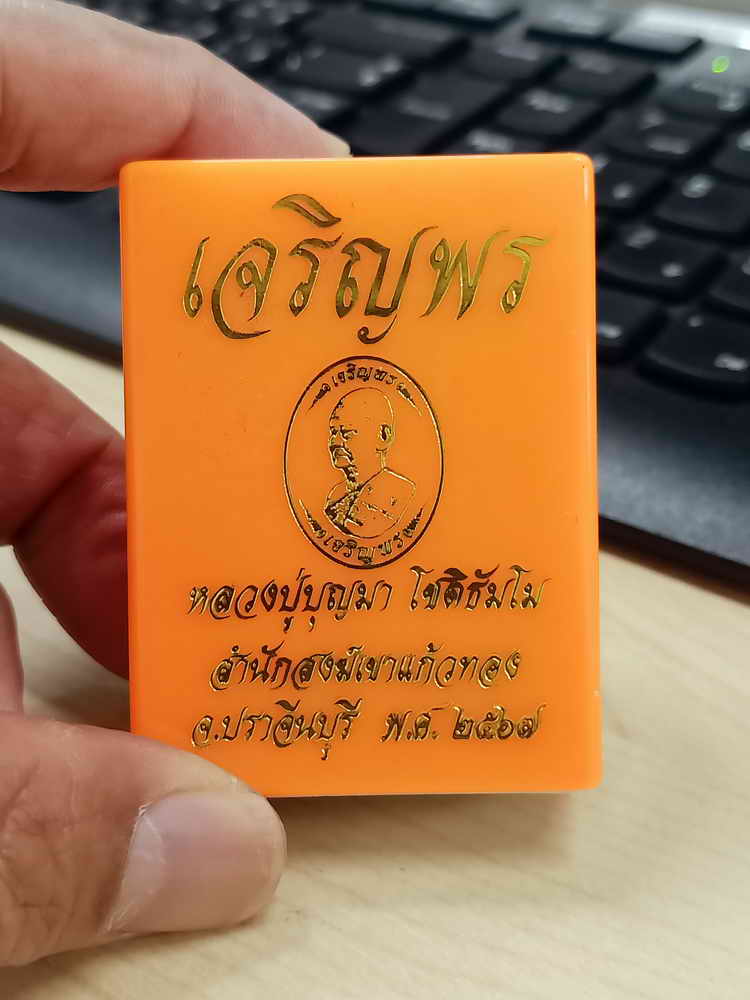 เจริญพร
เจริญพร
เจริญพร
หลวงปู่บุญมา โชติธัมโม
สำนักสงฆ์เขาแก้วทอง
จ.ปราจีนบุรี พ.ศ. ๒๕๖๗